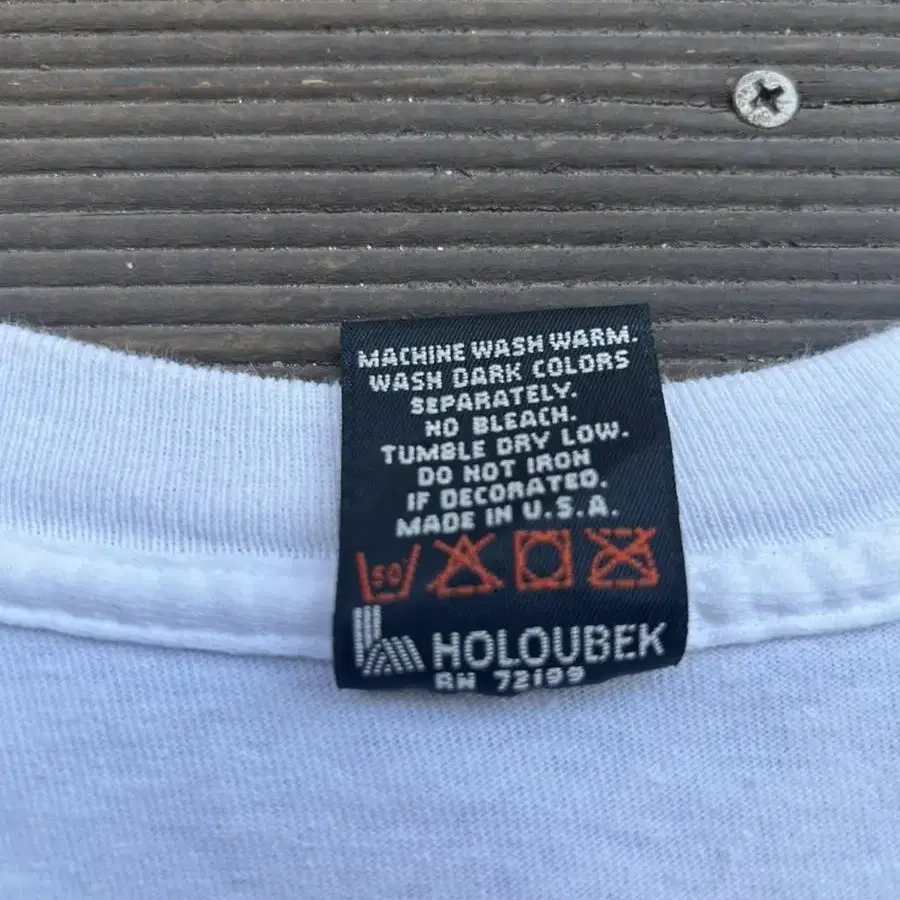 MACHINE WASH WARM.
WASH DARK COLORS
SEPARATELY.
NO BLEACH.
TUMBLE DRY LOW.
DO NOT IRON
IF DECORATED.
MADE IN U.S.A.
50
HOLOUBEK
RN 72199